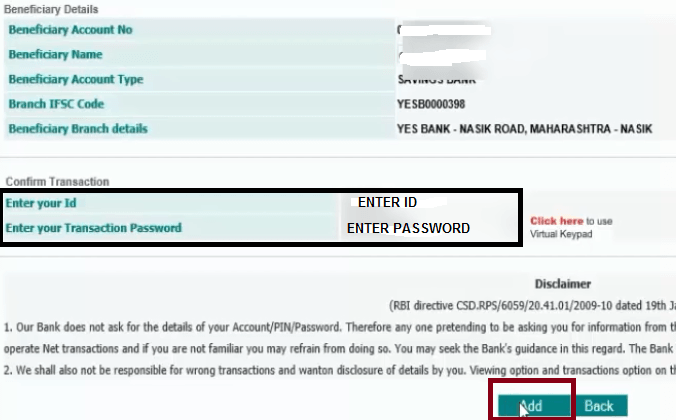 Beneficiary Details
Beneficiary Account No
Beneficiary Name
Beneficiary Account Type SAVINGS BANK
Branch IFSC Code YESB0000398
Beneficiary Branch details YES BANK - NASIK ROAD, MAHARASHTRA - NASIK
Confirm Transaction
Enter your Id ENTER ID
Enter your Transaction Password ENTER PASSWORD
Click here to use
Virtual Keypad
Disclaimer
(RBI directive CSD.RPS/6059/20.41.01/2009-10 dated 19th
1. Our Bank does not ask for the details of your Account/PIN/Password. Therefore any one pretending to be asking you for information from
operate Net transactions and if you are not familiar you may refrain from doing so. You may seek the Bank's guidance in this regard. The Bank
2. We shall also not be responsible for wrong transactions and wanton disclosure of details by you. Viewing option and transactions option on
Add Back